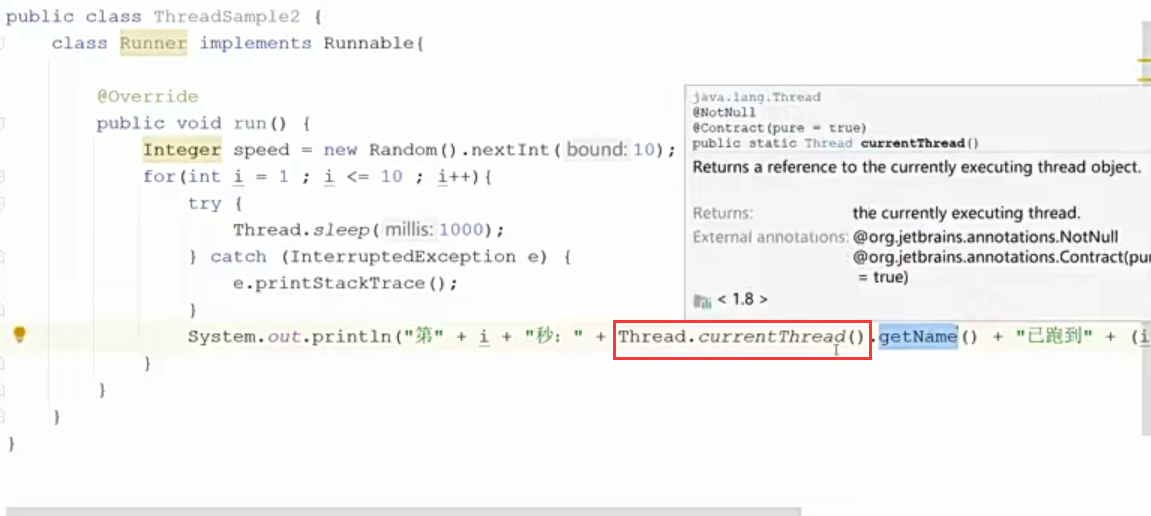 public class ThreadSample2 {
class Runner implements Runnable{
@Override
public void run() {
Integer speed = new Random().nextInt( bound: 10);
for(int i = 1 ; i <= 10 ; i++){
try {
Thread.sleep( millis: 1000);
} catch (InterruptedException e) {
e.printStackTrace();
}
System.out.println("第" + i + "秒：" + Thread.currentThread().getName() + "已跑到" + (i
}
}
}
}
java.lang.Thread
@NotNull
@Contract(pure = true)
public static Thread currentThread()
Returns a reference to the currently executing thread object.
Returns: the currently executing thread.
External annotations: @org.jetbrains.annotations.NotNull
@org.jetbrains.annotations.Contract(pu
= true)
< 1.8 >